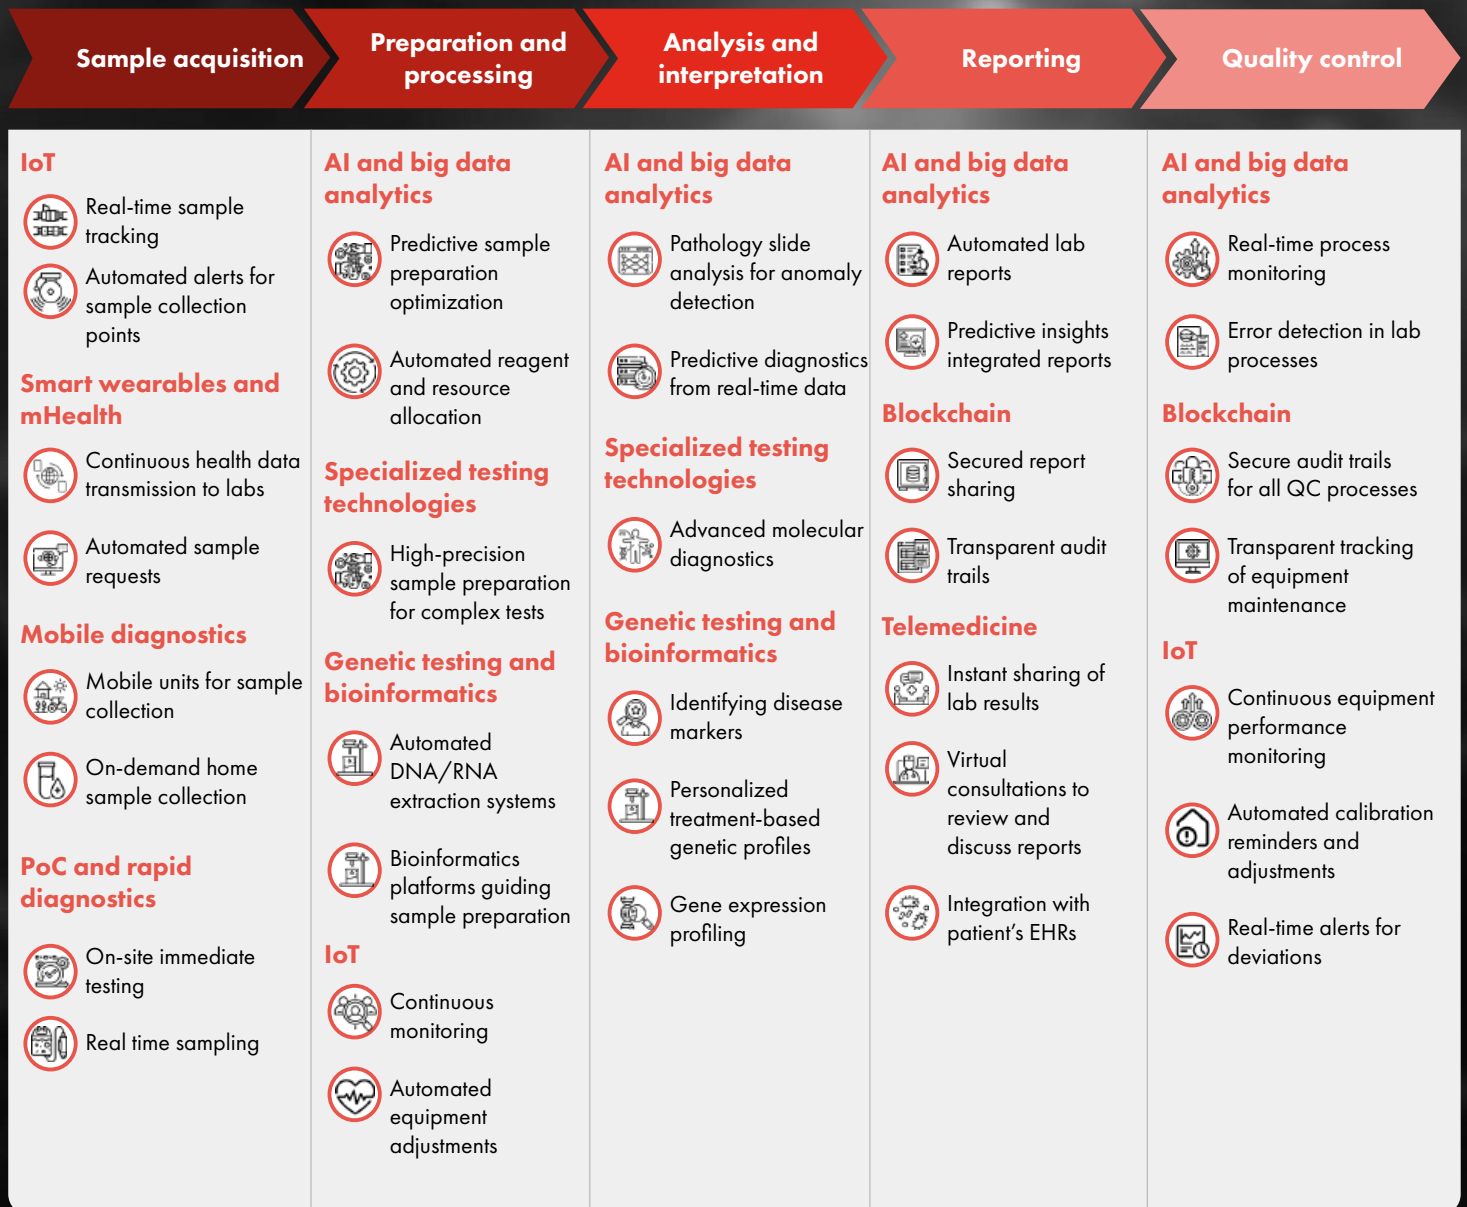 Sample acquisition
Preparation and
processing
Analysis and
interpretation
Reporting
Quality control
IoT
Real-time sample
tracking
Automated alerts for
sample collection
points
Smart wearables and
mHealth
Continuous health data
transmission to labs
Automated sample
requests
Mobile diagnostics
Mobile units for sample
collection
On-demand home
sample collection
PoC and rapid
diagnostics
On-site immediate
testing
Real time sampling
AI and big data
analytics
Predictive sample
preparation
optimization
Automated reagent
and resource
allocation
Specialized testing
technologies
High-precision
sample preparation
for complex tests
Genetic testing and
bioinformatics
Automated
DNA/RNA
extraction systems
Bioinformatics
platforms guiding
sample preparation
IoT
Continuous
monitoring
Automated
equipment
adjustments
AI and big data
analytics
Pathology slide
analysis for anomaly
detection
Predictive diagnostics
from real-time data
Specialized testing
technologies
Advanced molecular
diagnostics
Genetic testing and
bioinformatics
Identifying disease
markers
Personalized
treatment-based
genetic profiles
Gene expression
profiling
AI and big data
analytics
Automated lab
reports
Predictive insights
integrated reports
Blockchain
Secured report
sharing
Transparent audit
trails
Telemedicine
Instant sharing of
lab results
Virtual
consultations to
review and
discuss reports
Integration with
patient’s EHRs
AI and big data
analytics
Real-time process
monitoring
Error detection in lab
processes
Blockchain
Secure audit trails
for all QC processes
Transparent tracking
of equipment
maintenance
IoT
Continuous equipment
performance
monitoring
Automated calibration
reminders and
adjustments
Real-time alerts for
deviations